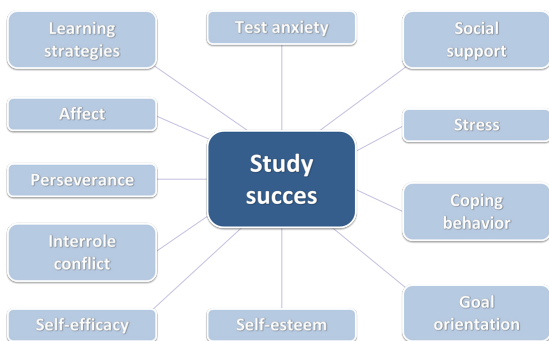 Learning
strategies
Test anxiety
Social
support
Affect
Stress
Study
succes
Perseverance
Coping
behavior
Interrole
conflict
Self-efficacy
Self-esteem
Goal
orientation